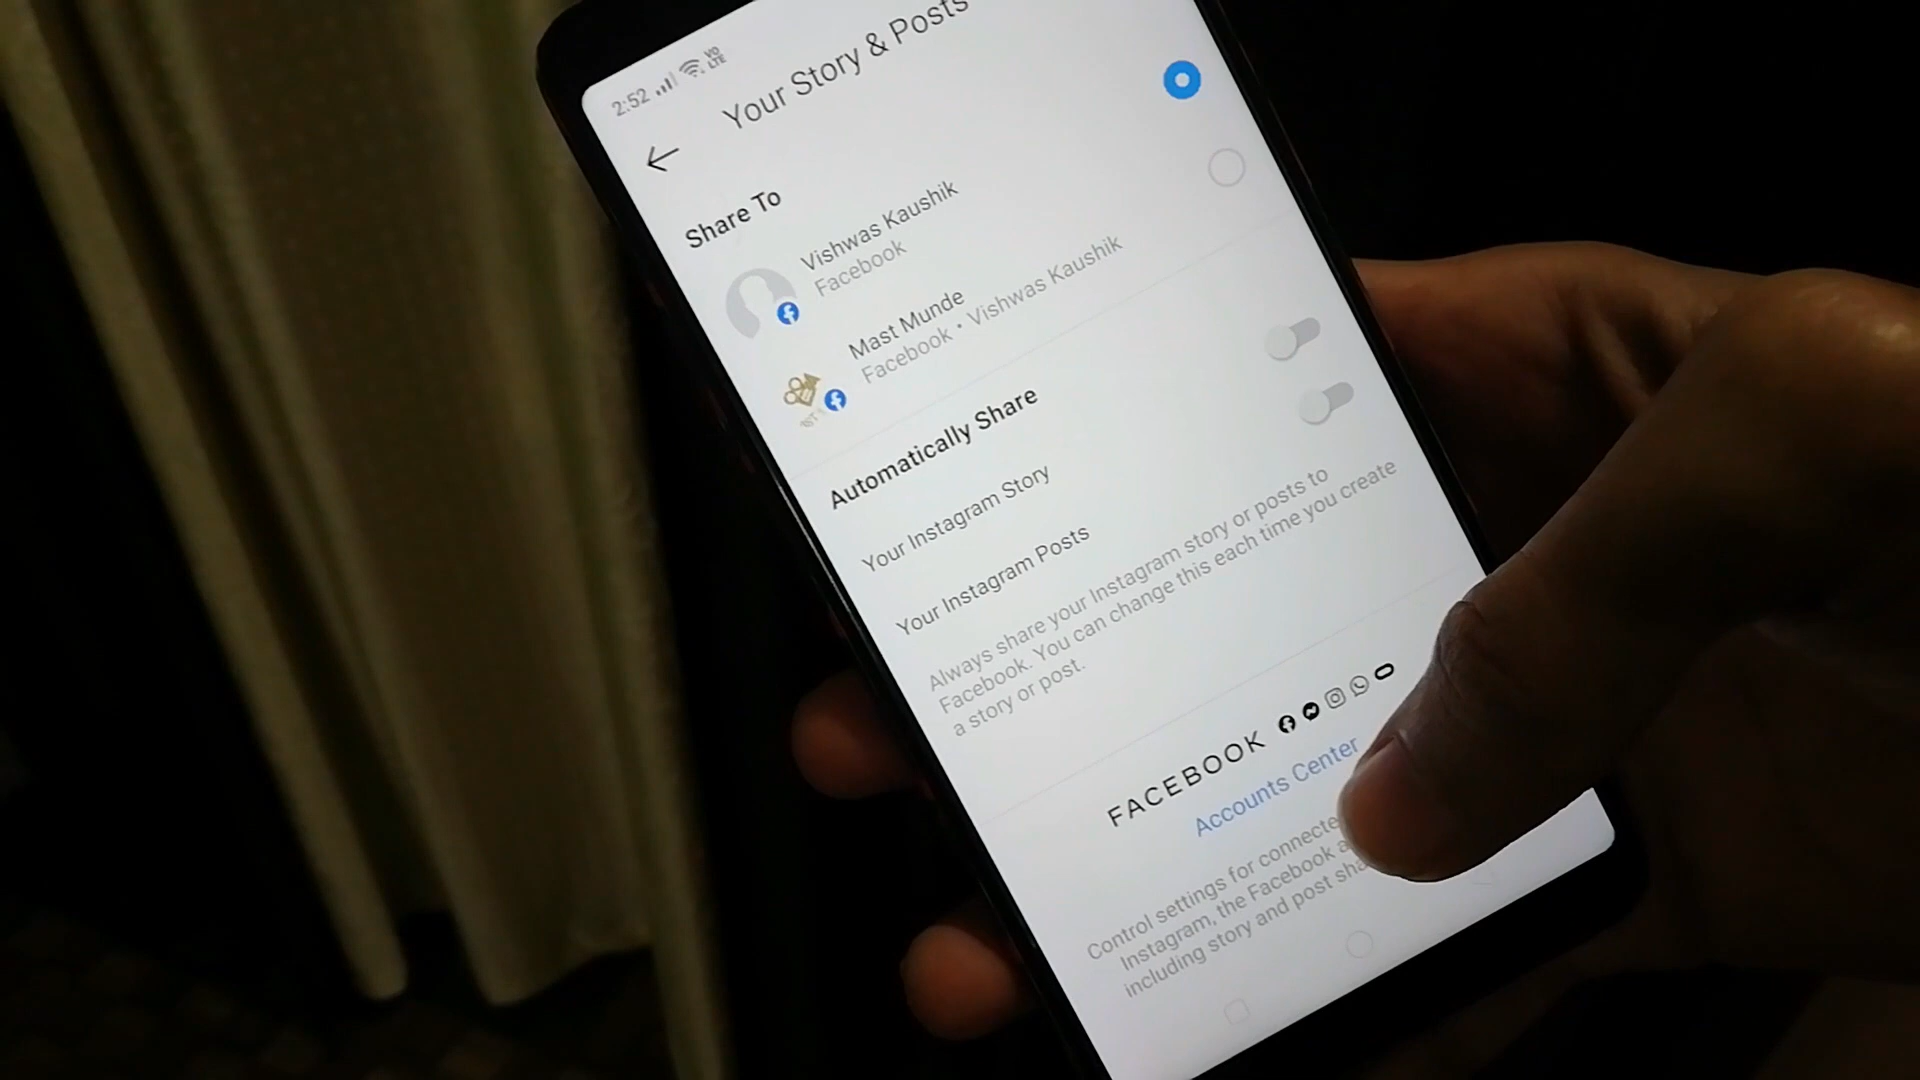 2:52 VO LTE
Your Story & Posts
Share To
Vishwas Kaushik
Facebook
Mast Munde
Facebook • Vishwas Kaushik
Automatically Share
Your Instagram Story
Your Instagram Posts
Always share your Instagram story or posts to
Facebook. You can change this each time you create
a story or post.
FACEBOOK
Accounts Center
Control settings for
Instagram, the Facebook
including story and post